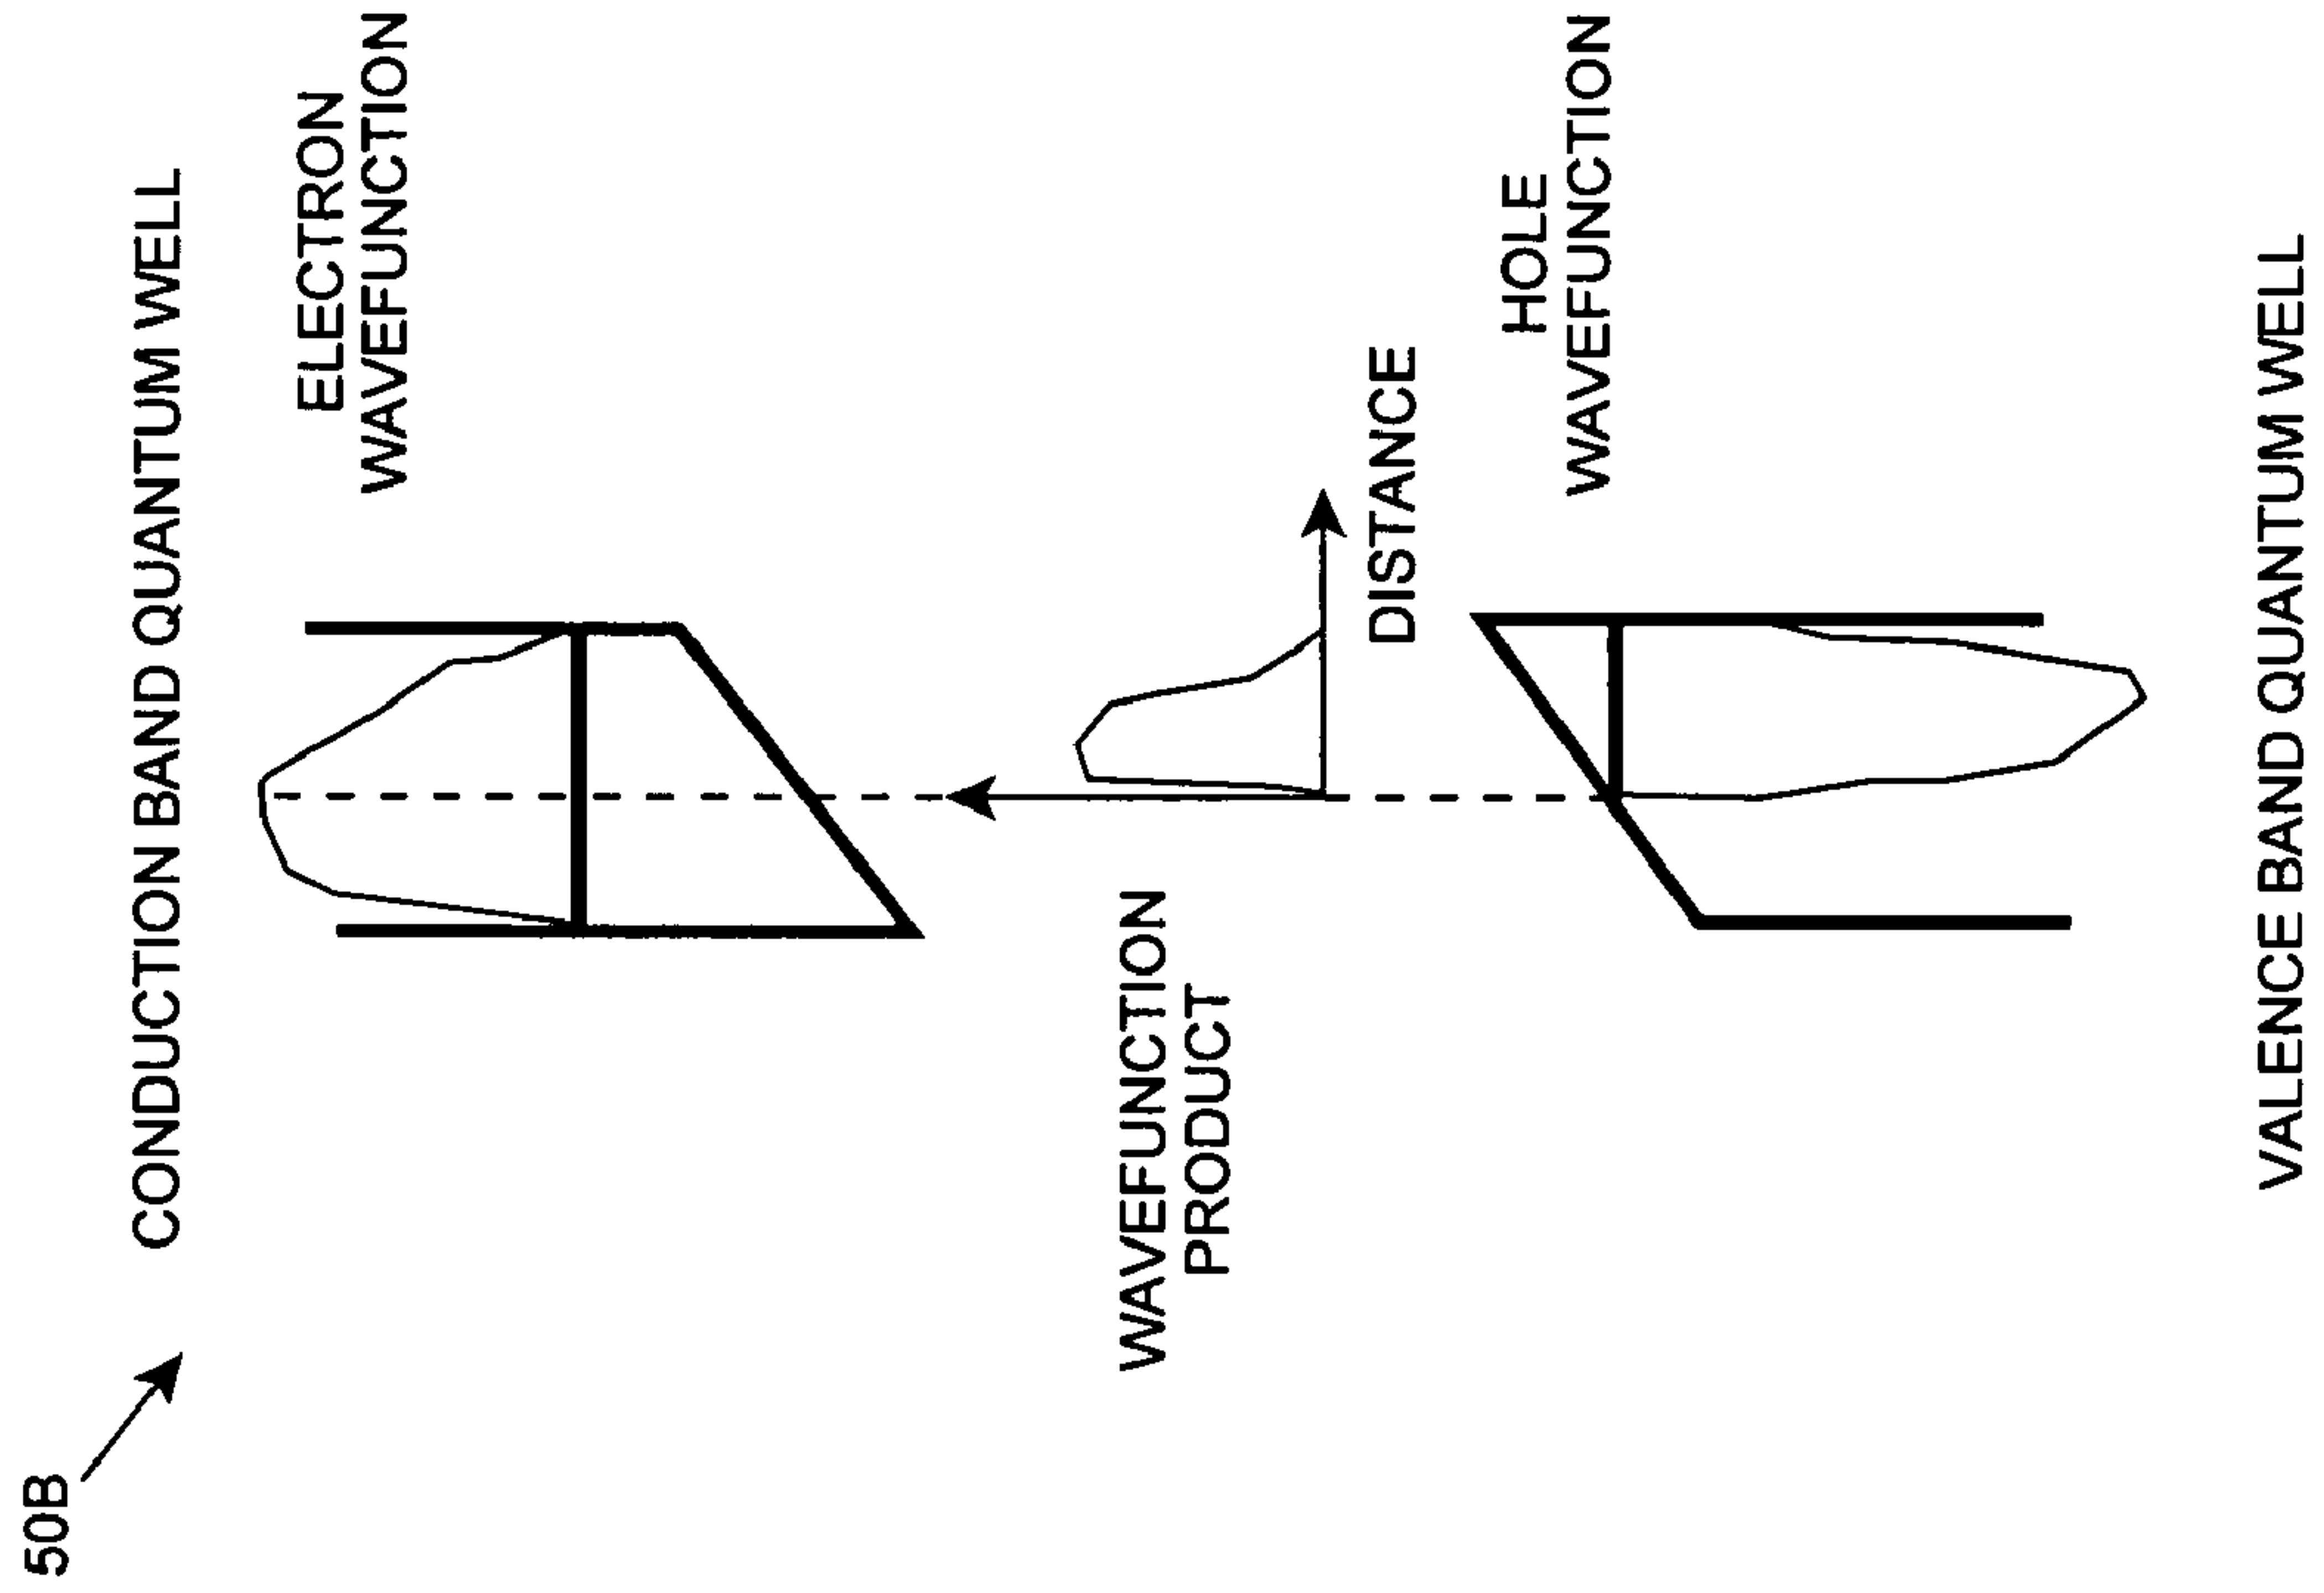 50B
CONDUCTION BAND QUANTUM WELL
ELECTRON
WAVEFUNCTION
WAVEFUNCTION
PRODUCT
DISTANCE
HOLE
WAVEFUNCTION
VALENCE BAND QUANTUM WELL